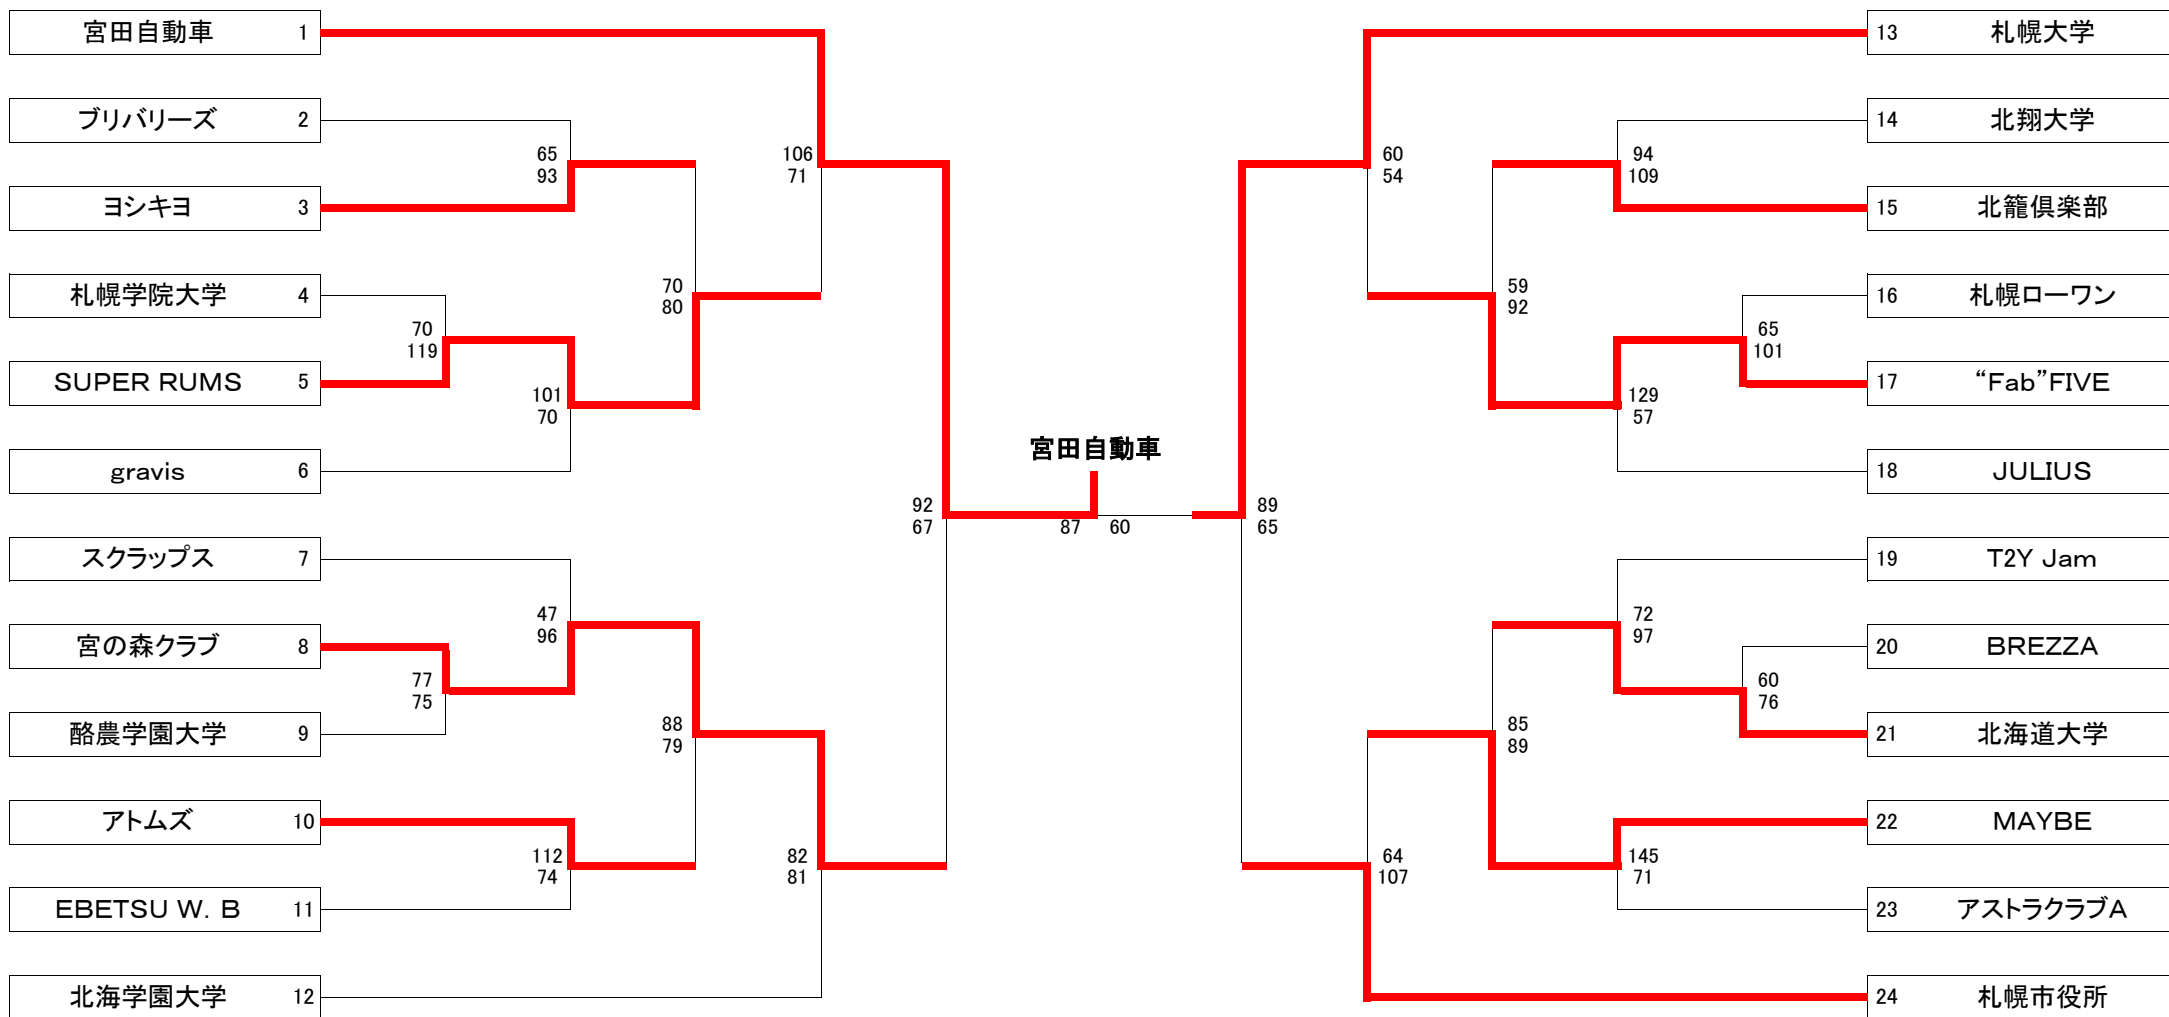 宮田自動車 1
ブリバリーズ 2
ヨシキヨ 3
札幌学院大学 4
SUPER RUMS 5
gravis 6
スクラップス 7
宮の森クラブ 8
酪農学園大学 9
アトムズ 10
EBETSU W. B 11
北海学園大学 12
65
93
70
119
101
70
70
80
106
71
47
96
77
75
88
79
112
74
82
81
92
67
宮田自動車
87 60
89
65
60
54
94
109
59
92
65
101
129
57
72
97
60
76
85
89
145
71
64
107
13 札幌大学
14 北翔大学
15 北籠倶楽部
16 札幌ローワン
17 “Fab”FIVE
18 JULIUS
19 T2Y Jam
20 BREZZA
21 北海道大学
22 MAYBE
23 アストラクラブA
24 札幌市役所